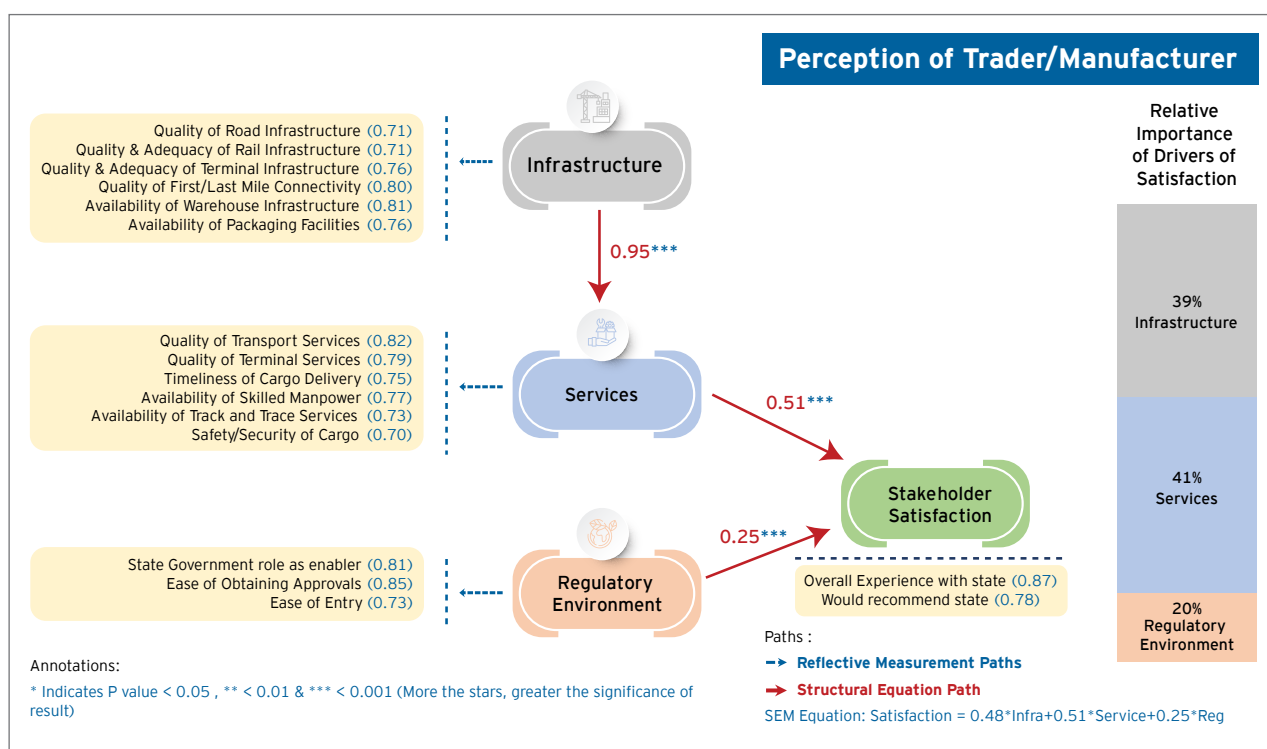 Perception of Trader/Manufacturer
Quality of Road Infrastructure (0.71)
Quality & Adequacy of Rail Infrastructure (0.71)
Quality & Adequacy of Terminal Infrastructure (0.76)
Quality of First/Last Mile Connectivity (0.80)
Availability of Warehouse Infrastructure (0.81)
Availability of Packaging Facilities (0.76)
Infrastructure
0.95***
Quality of Transport Services (0.82)
Quality of Terminal Services (0.79)
Timeliness of Cargo Delivery (0.75)
Availability of Skilled Manpower (0.77)
Availability of Track and Trace Services (0.73)
Safety/Security of Cargo (0.70)
Services
0.51***
State Government role as enabler (0.81)
Ease of Obtaining Approvals (0.85)
Ease of Entry (0.73)
Regulatory
Environment
0.25***
Stakeholder
Satisfaction
Overall Experience with state (0.87)
Would recommend state (0.78)
Relative
Importance
of Drivers of
Satisfaction
39%
Infrastructure
41%
Services
20%
Regulatory
Environment
Annotations:
* Indicates P value < 0.05 , ** < 0.01 & *** < 0.001 (More the stars, greater the significance of
result)
Paths :
Reflective Measurement Paths
Structural Equation Path
SEM Equation: Satisfaction = 0.48*Infra+0.51*Service+0.25*Reg